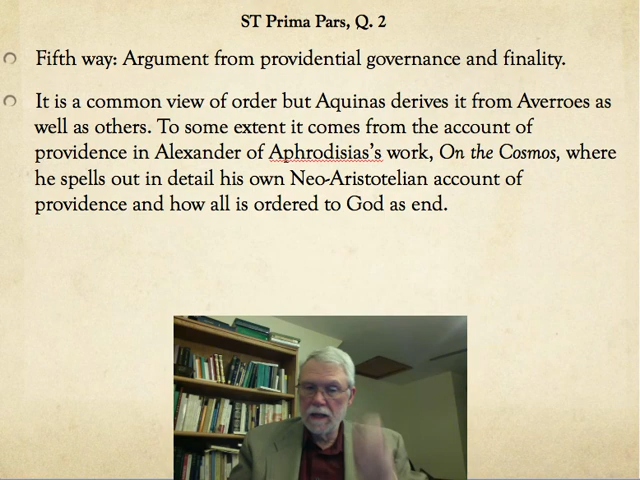 ST Prima Pars, Q. 2
Fifth way: Argument from providential governance and finality.
It is a common view of order but Aquinas derives it from Averroes as
well as others. To some extent it comes from the account of
providence in Alexander of Aphrodisias's work, On the Cosmos, where
he spells out in detail his own Neo-Aristotelian account of
providence and how all is ordered to God as end.